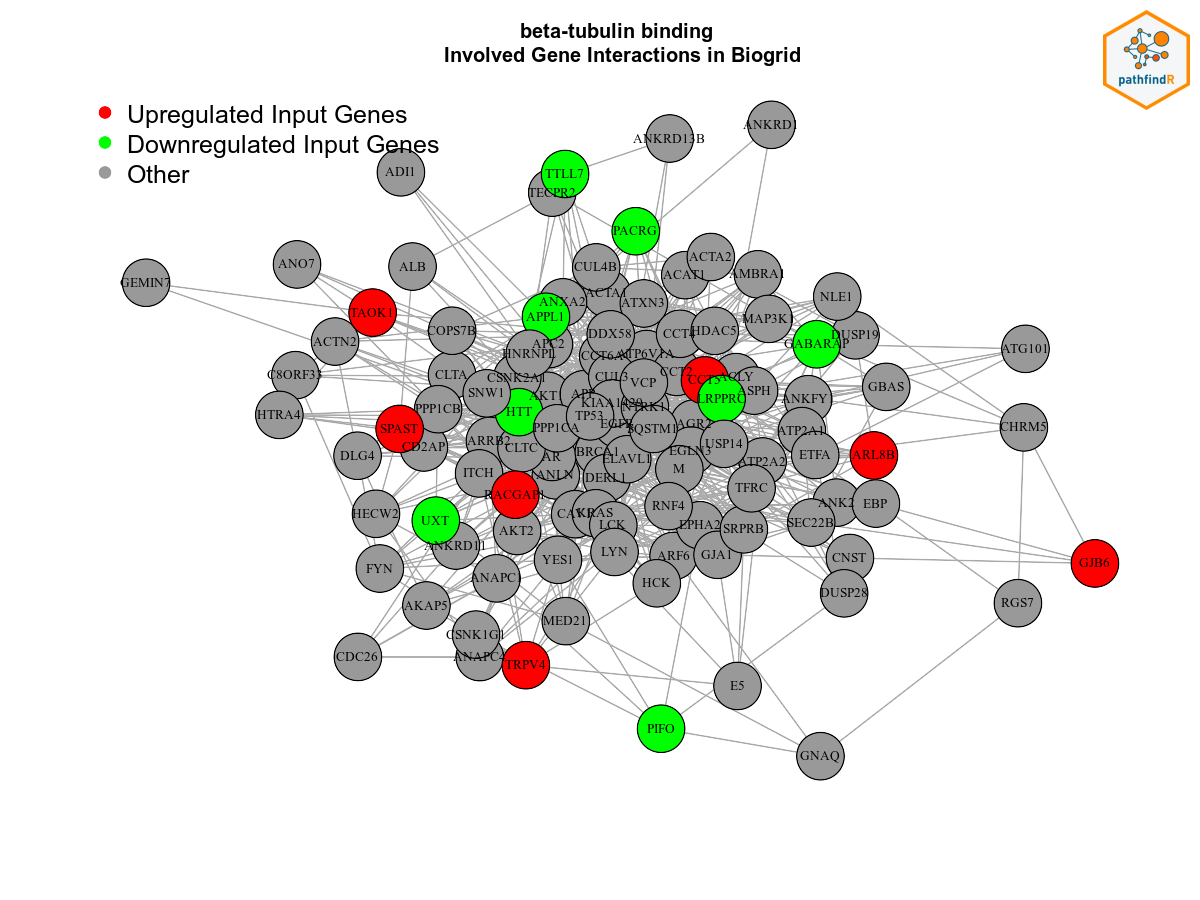 beta-tubulin binding
Involved Gene Interactions in Biogrid
pathfindR
Upregulated Input Genes
Downregulated Input Genes
Other
ANKRD1
ANKRD13B
ADI1
TTLL7
TECPR2
PACRG
ACTA2
GEMIN7
ANO7
ALB
CUL4B
ACAT1
AMBRA1
ANXA2
ACTA1
ATXN3
NLE1
TAOK1
APPL1
MAP3K1
COPS7B
DDX58
CCT4
HDAC5
DUSP19
ACTN2
APC2
GABARAP
ATG101
HNRNPL
ATP6V1A
C8ORF33
CLTA
CSNK2A1
CUL3
VCP
CCT2
CCT5
ACLY
GBAS
SNW1
AKT1
APP
ASPH
HTRA4
PPP1CB
HTT
KIAA1429
NTRK1
LRPPRC
ANKFY
SPAST
PPP1CA
TP53
EGFR
SQSTM1
AGR2
ATP2A1
CHRM5
CD2AP
ARRB2
CLTC
BRCA1
EGLN3
USP14
DLG4
AR
ELAVL1
M
ATP2A2
ETFA
ARL8B
ITCH
ANLN
DERL1
TFRC
RACGAP1
RNF4
ANK2
EBP
HECW2
UXT
AKT2
KRAS
LCK
EPHA2
SRPRB
SEC22B
ANKRD11
YES1
LYN
ARF6
GJA1
CNST
GJB6
FYN
ANAPC1
HCK
DUSP28
RGS7
AKAP5
MED21
CSNK1G1
CDC26
ANAPC4
TRPV4
E5
PIFO
GNAQ